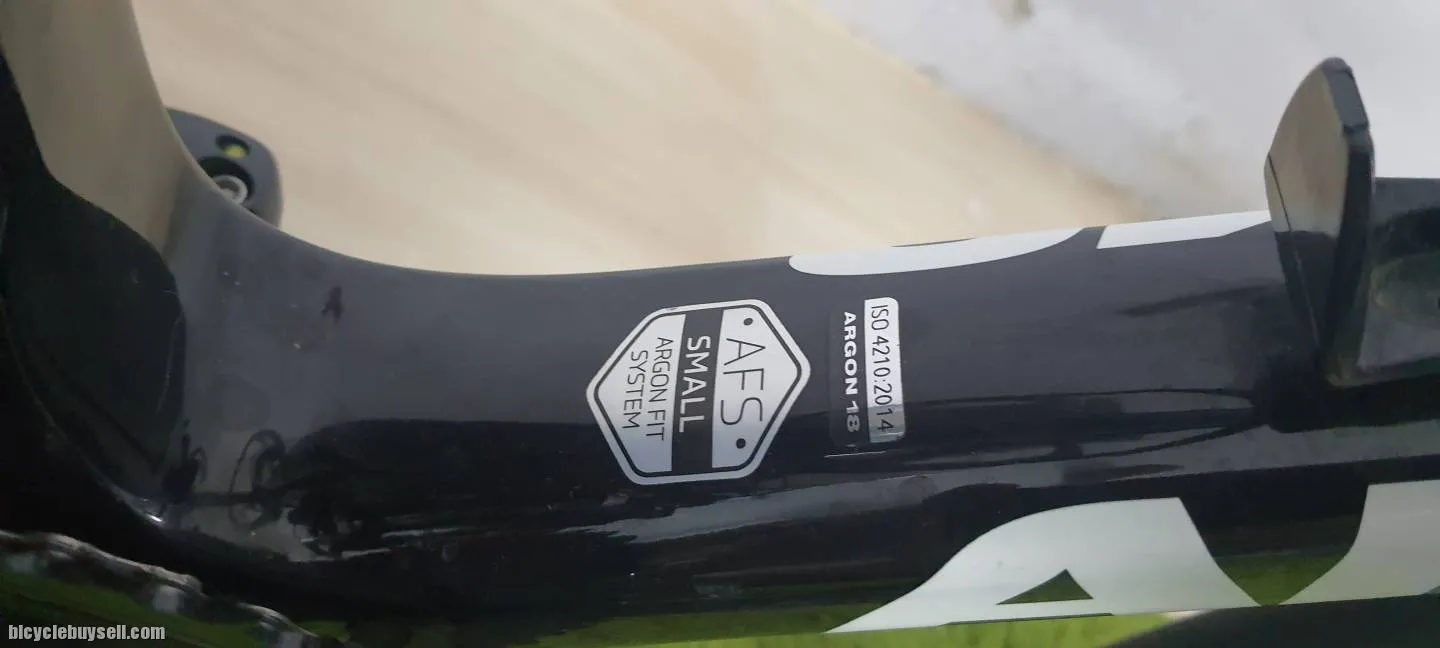 AFS
SMALL
ARGON FIT
SYSTEM
ISO 4210:2014
ARGON 18
bicyclebuysell.com